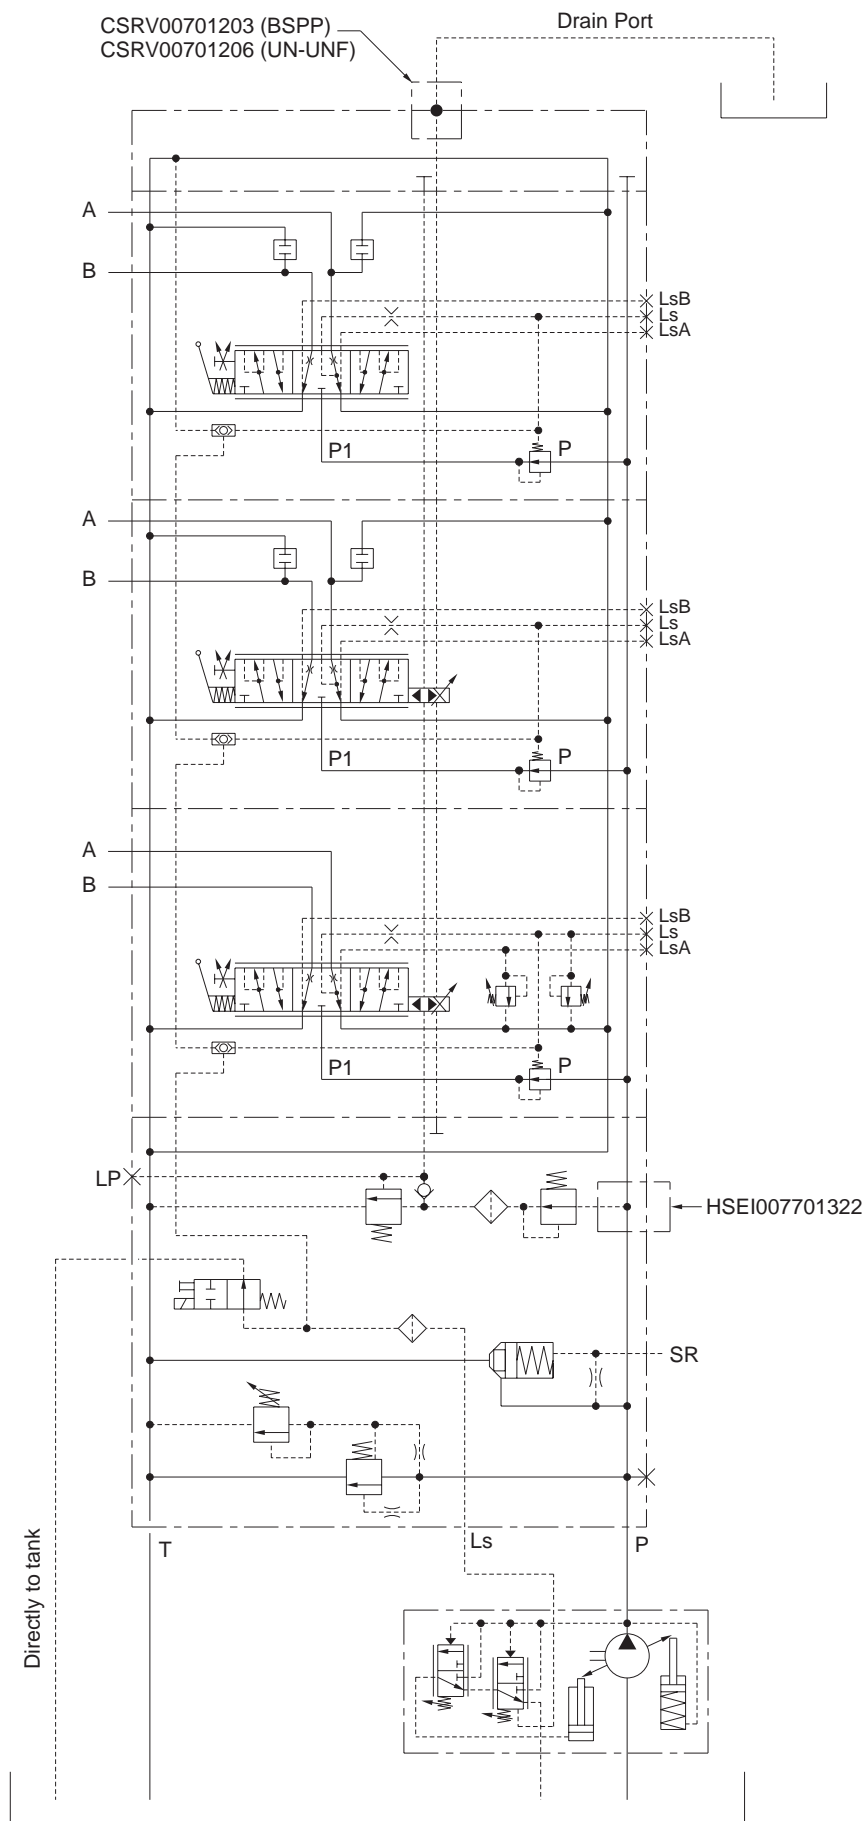 CSRV00701203 (BSPP)
CSRV00701206 (UN-UNF)
Drain Port
A
B
LsB
Ls
LsA
P1
P
A
B
LsB
Ls
LsA
P1
P
A
B
LsB
Ls
LsA
P1
P
LP
HSEI007701322
SR
T
Ls
P
Directly to tank